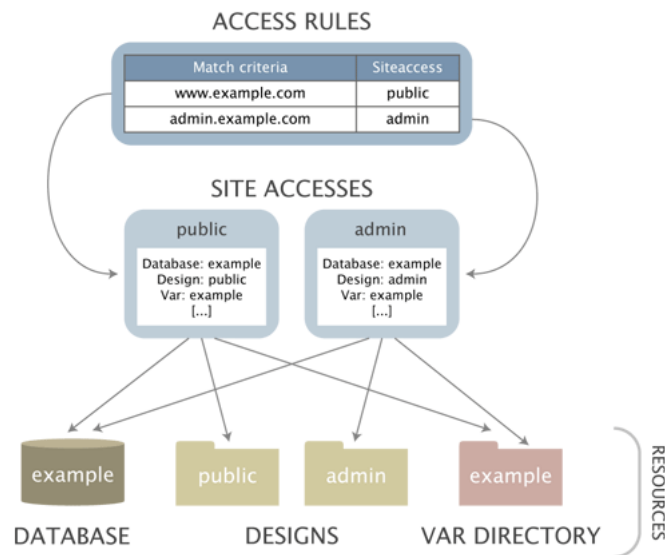 ACCESS RULES
Match criteria Siteaccess
www.example.com public
admin.example.com admin
SITE ACCESSES
public
Database: example
Design: public
Var: example
[...]
admin
Database: example
Design: admin
Var: example
[...]
example
public
admin
example
DATABASE
DESIGNS
VAR DIRECTORY
RESOURCES